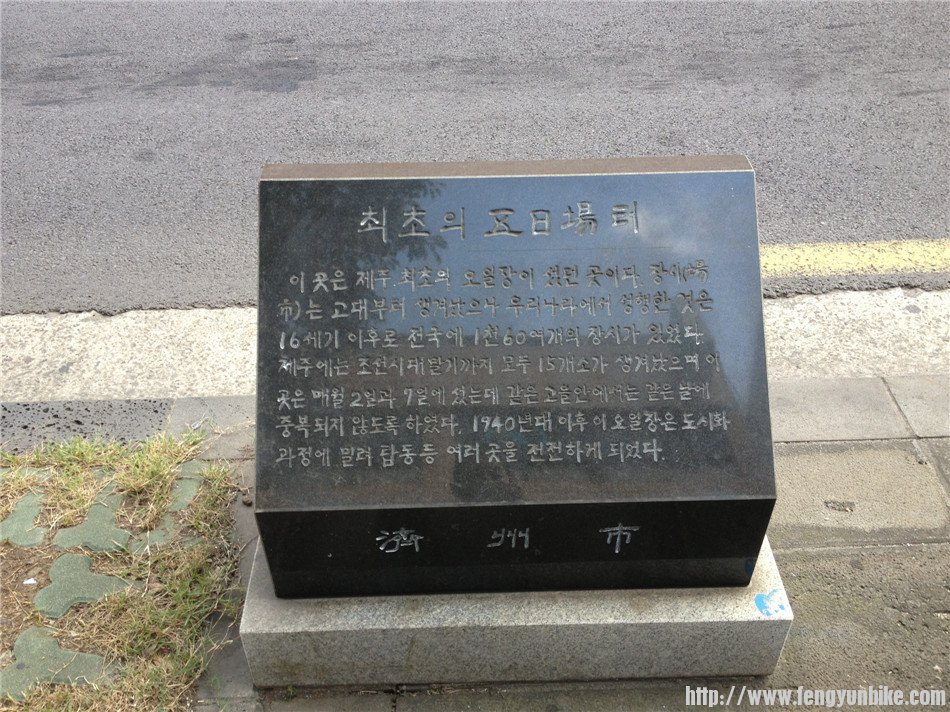 최초의 五日場 터
이 곳은 제주 최초의 오일장이 섰던 곳이다. 장시(場
市)는 고대부터 생겨났으나 우리나라에서 성행한 것은
16세기 이후로 전국에 1천60여개의 장시가 있었다.
제주에는 조선시대 말기까지 모두 15개소가 생겨났으며 이
곳은 매월 2일과 7일에 섰는데 같은 고을안에서는 같은 날에
중복되지 않도록 하였다. 1940년대 이후 이 오일장은 도시화
과정에 밀려 탑동등 여러 곳을 전전하게 되었다.
濟州市
http://www.fengyunbike.com